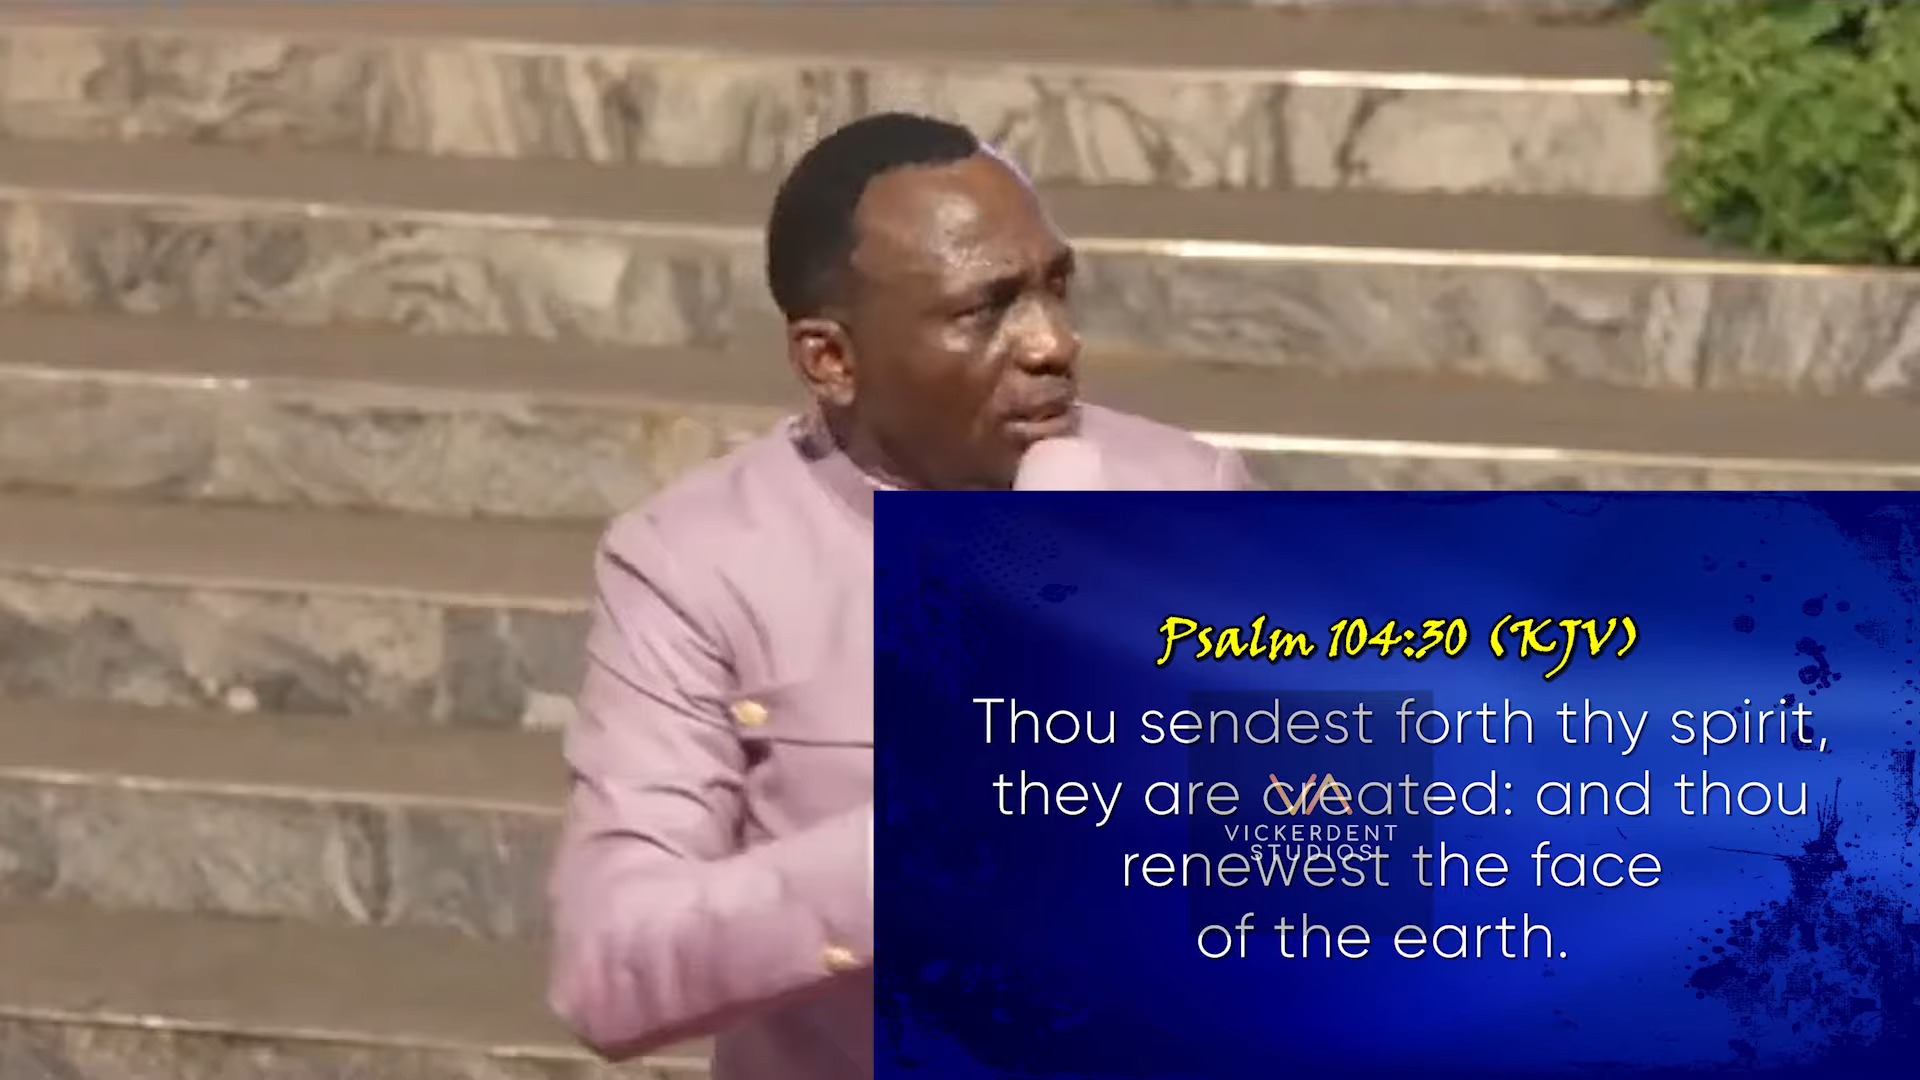 Psalm 104:30 (KJV)
Thou sendest forth thy spirit,
they are created: and thou
VICKERDENT
STUDIOS
renewest the face
of the earth.